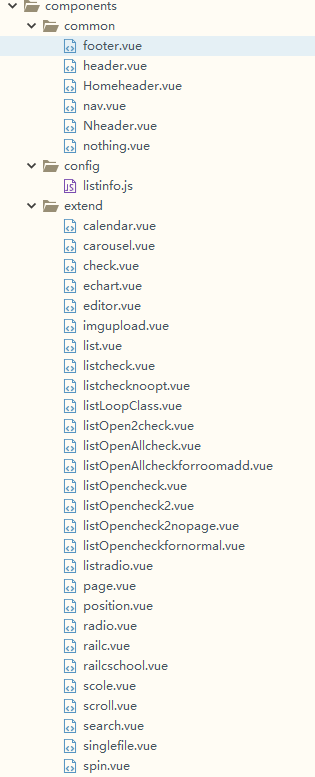 components
common
footer.vue
header.vue
Homeheader.vue
nav.vue
Nheader.vue
nothing.vue
config
listinfo.js
extend
calendar.vue
carousel.vue
check.vue
echart.vue
editor.vue
imgupload.vue
list.vue
listcheck.vue
listchecknoopt.vue
listLoopClass.vue
listOpen2check.vue
listOpenAllcheck.vue
listOpenAllcheckforroomadd.vue
listOpencheck.vue
listOpencheck2.vue
listOpencheck2nopage.vue
listOpencheckfornormal.vue
listradio.vue
page.vue
position.vue
radio.vue
railc.vue
railcschool.vue
scole.vue
scroll.vue
search.vue
singlefile.vue
spin.vue